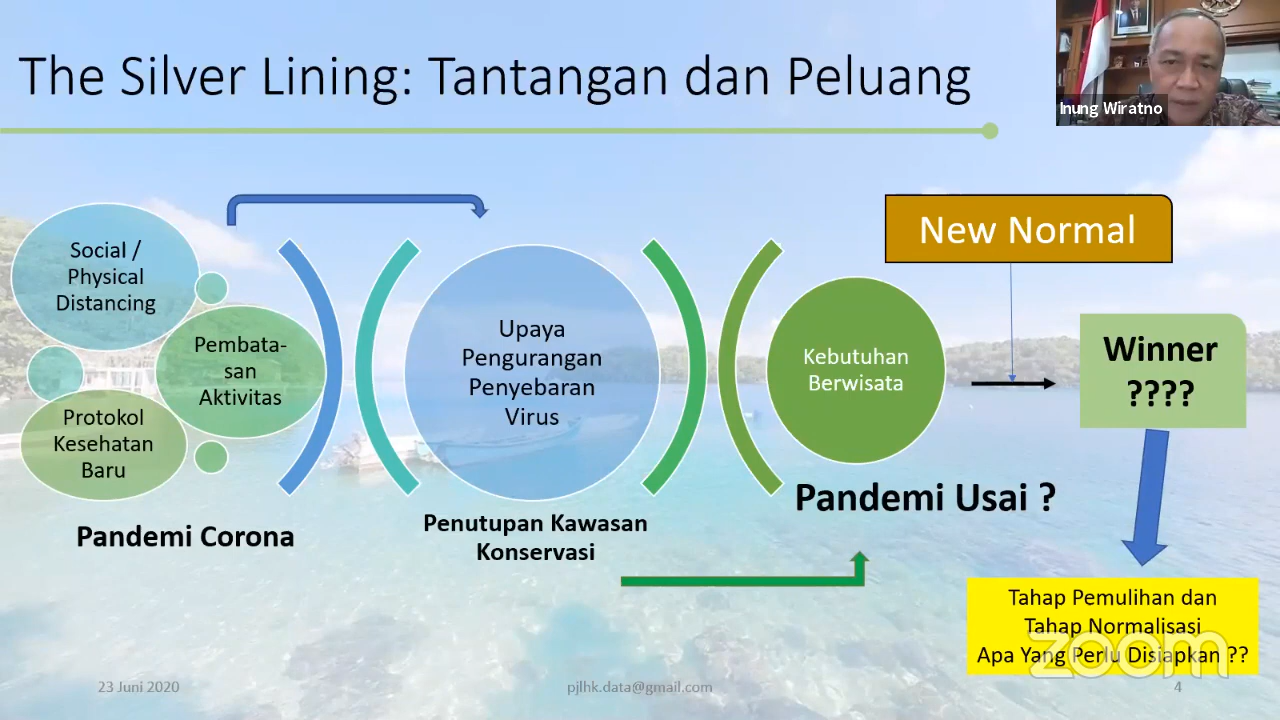 The Silver Lining: Tantangan dan Peluang
Inung Wiratno
Social /
Physical
Distancing
Pembata-
san
Aktivitas
Protokol
Kesehatan
Baru
Pandemi Corona
Upaya
Pengurangan
Penyebaran
Virus
Penutupan Kawasan
Konservasi
Kebutuhan
Berwisata
Pandemi Usai ?
New Normal
Winner
????
Tahap Pemulihan dan
Tahap Normalisasi
Apa Yang Perlu Disiapkan ??
zoom
23 Juni 2020
pjlhk.data@gmail.com
4